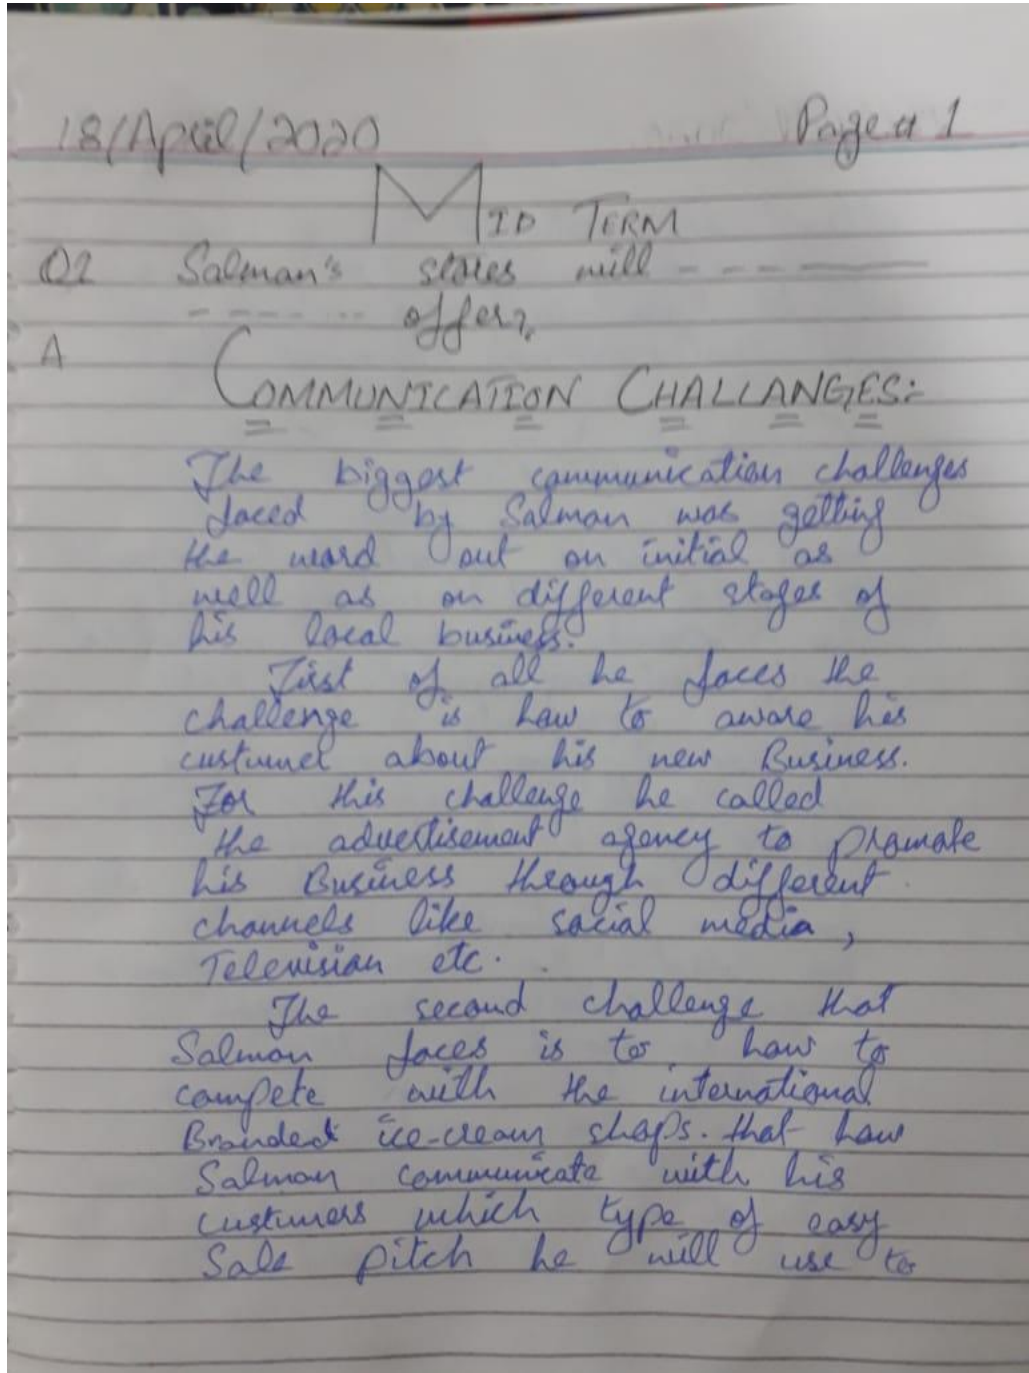 18/April/2020 Page # 1
MID TERM
Q2 Salman's stores will - - - ———
- - - - - ... offer?
A
COMMUNICATION CHALLANGES:-
The biggest communication challenges
faced by Salman was getting
the word out on initial as
well as on different stages of
his local business.
First of all he faces the
challenge is how to aware his
custumer about his new Business.
For this challenge he called
the advertisement agency to promote
his Business through different
channels like social media,
Television etc.
The second challenge that
Salman faces is to how to
compete with the international
Branded ice-cream shops. that how
Salman communicate with his
custumers which type of easy
Sale pitch he will use to